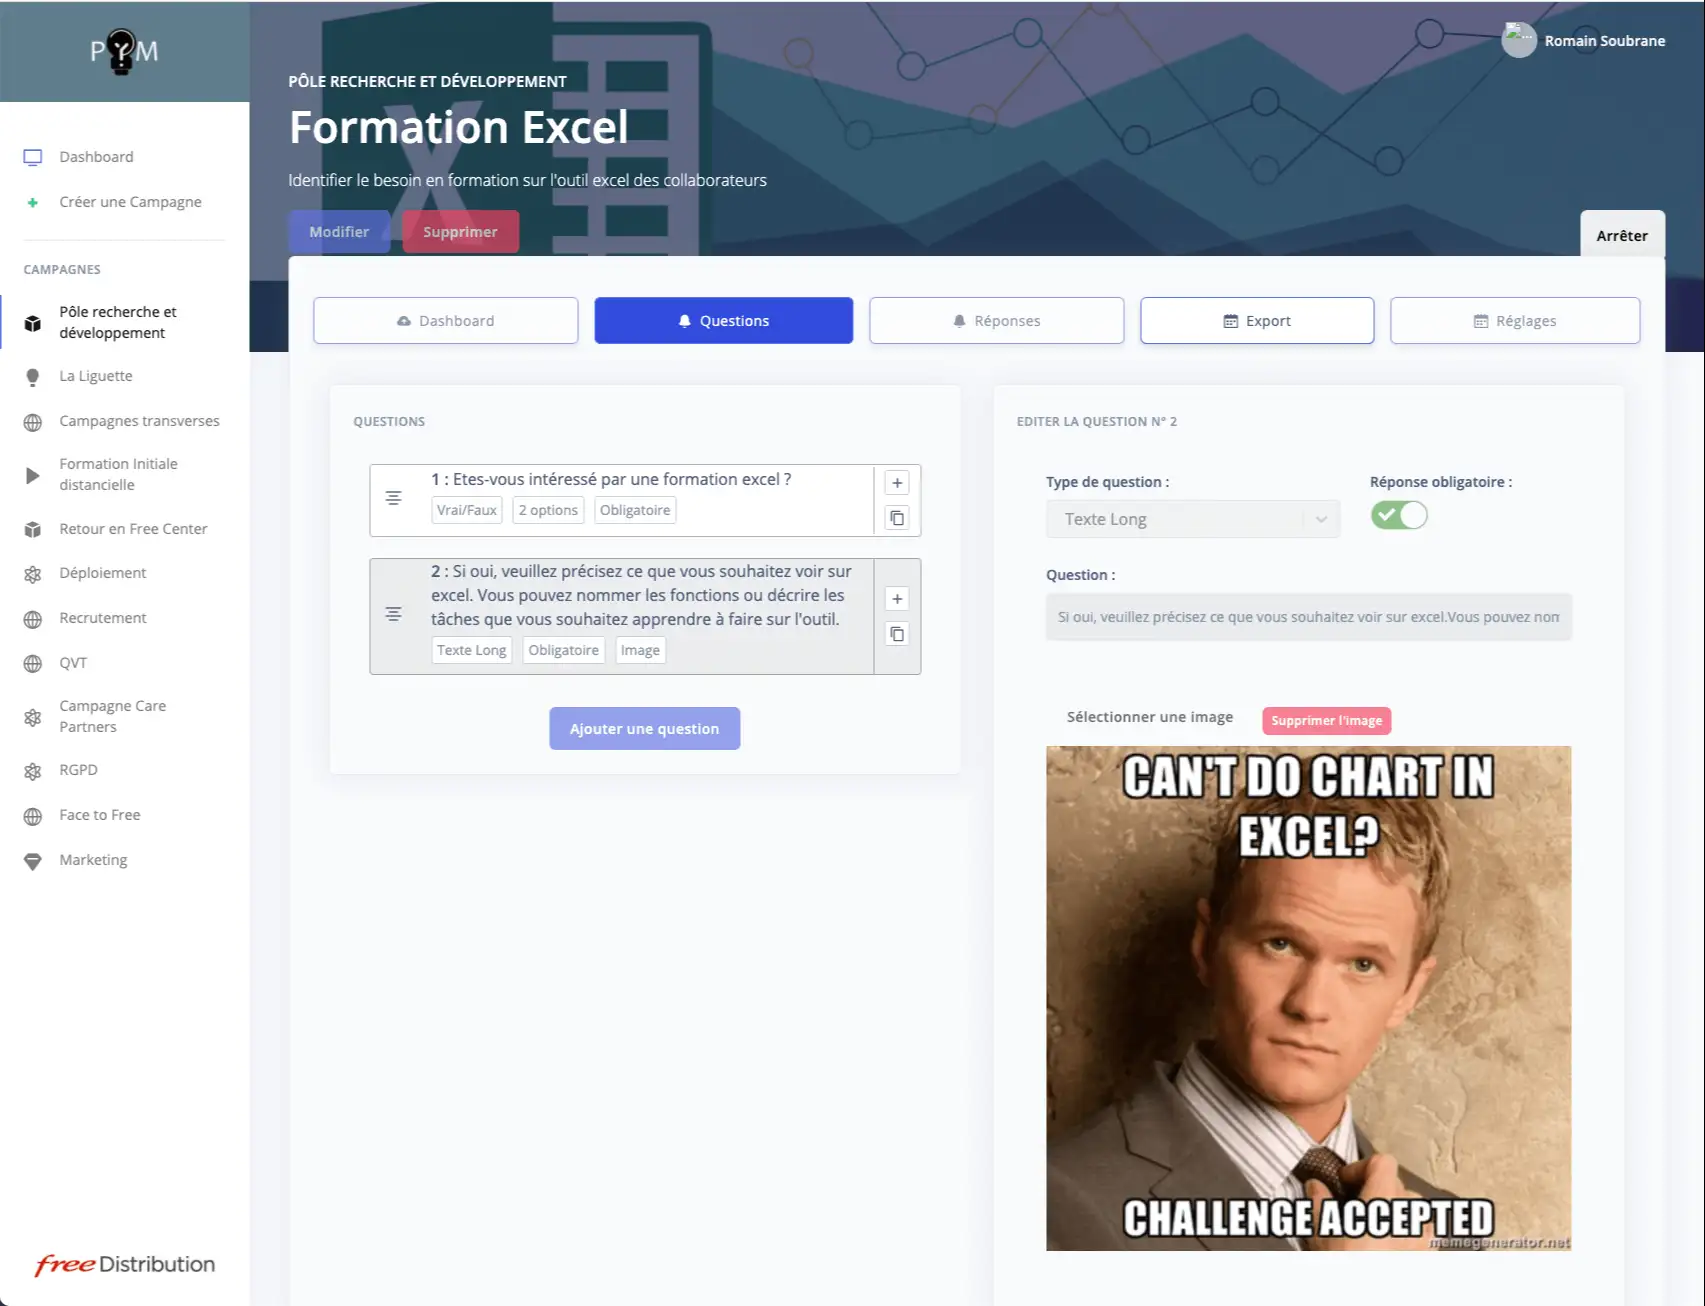 PYM
Romain Soubrane
PÔLE RECHERCHE ET DÉVELOPPEMENT
Formation Excel
Identifier le besoin en formation sur l'outil excel des collaborateurs
Modifier
Supprimer
Arrêter
Dashboard
Créer une Campagne
CAMPAGNES
Pôle recherche et
développement
La Liguette
Campagnes transverses
Formation Initiale
distancielle
Retour en Free Center
Déploiement
Recrutement
QVT
Campagne Care
Partners
RGPD
Face to Free
Marketing
free Distribution
Dashboard
Questions
Réponses
Export
Réglages
QUESTIONS
1 : Etes-vous intéressé par une formation excel ?
Vrai/Faux
2 options
Obligatoire
2 : Si oui, veuillez précisez ce que vous souhaitez voir sur
excel. Vous pouvez nommer les fonctions ou décrire les
tâches que vous souhaitez apprendre à faire sur l'outil.
Texte Long
Obligatoire
Image
Ajouter une question
EDITER LA QUESTION N° 2
Type de question :
Réponse obligatoire :
Texte Long
Question :
Si oui, veuillez précisez ce que vous souhaitez voir sur excel.Vous pouvez nom
Sélectionner une image
Supprimer l'image
CAN'T DO CHART IN
EXCEL?
CHALLENGE ACCEPTED
memegenerator.net